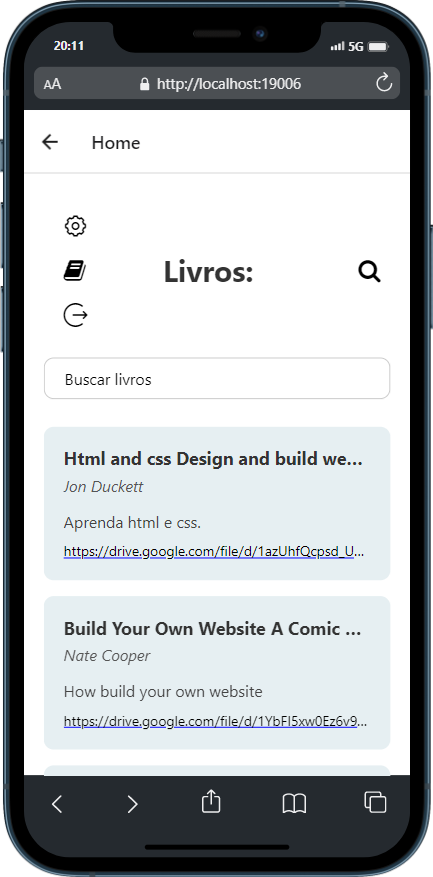 20:11
5G
AA
http://localhost:19006
Home
Livros:
Buscar livros
Html and css Design and build we...
Jon Duckett
Aprenda html e css.
https://drive.google.com/file/d/1azUhfQcpsd_U...
Build Your Own Website A Comic ...
Nate Cooper
How build your own website
https://drive.google.com/file/d/1YbFI5xw0Ez6v9...